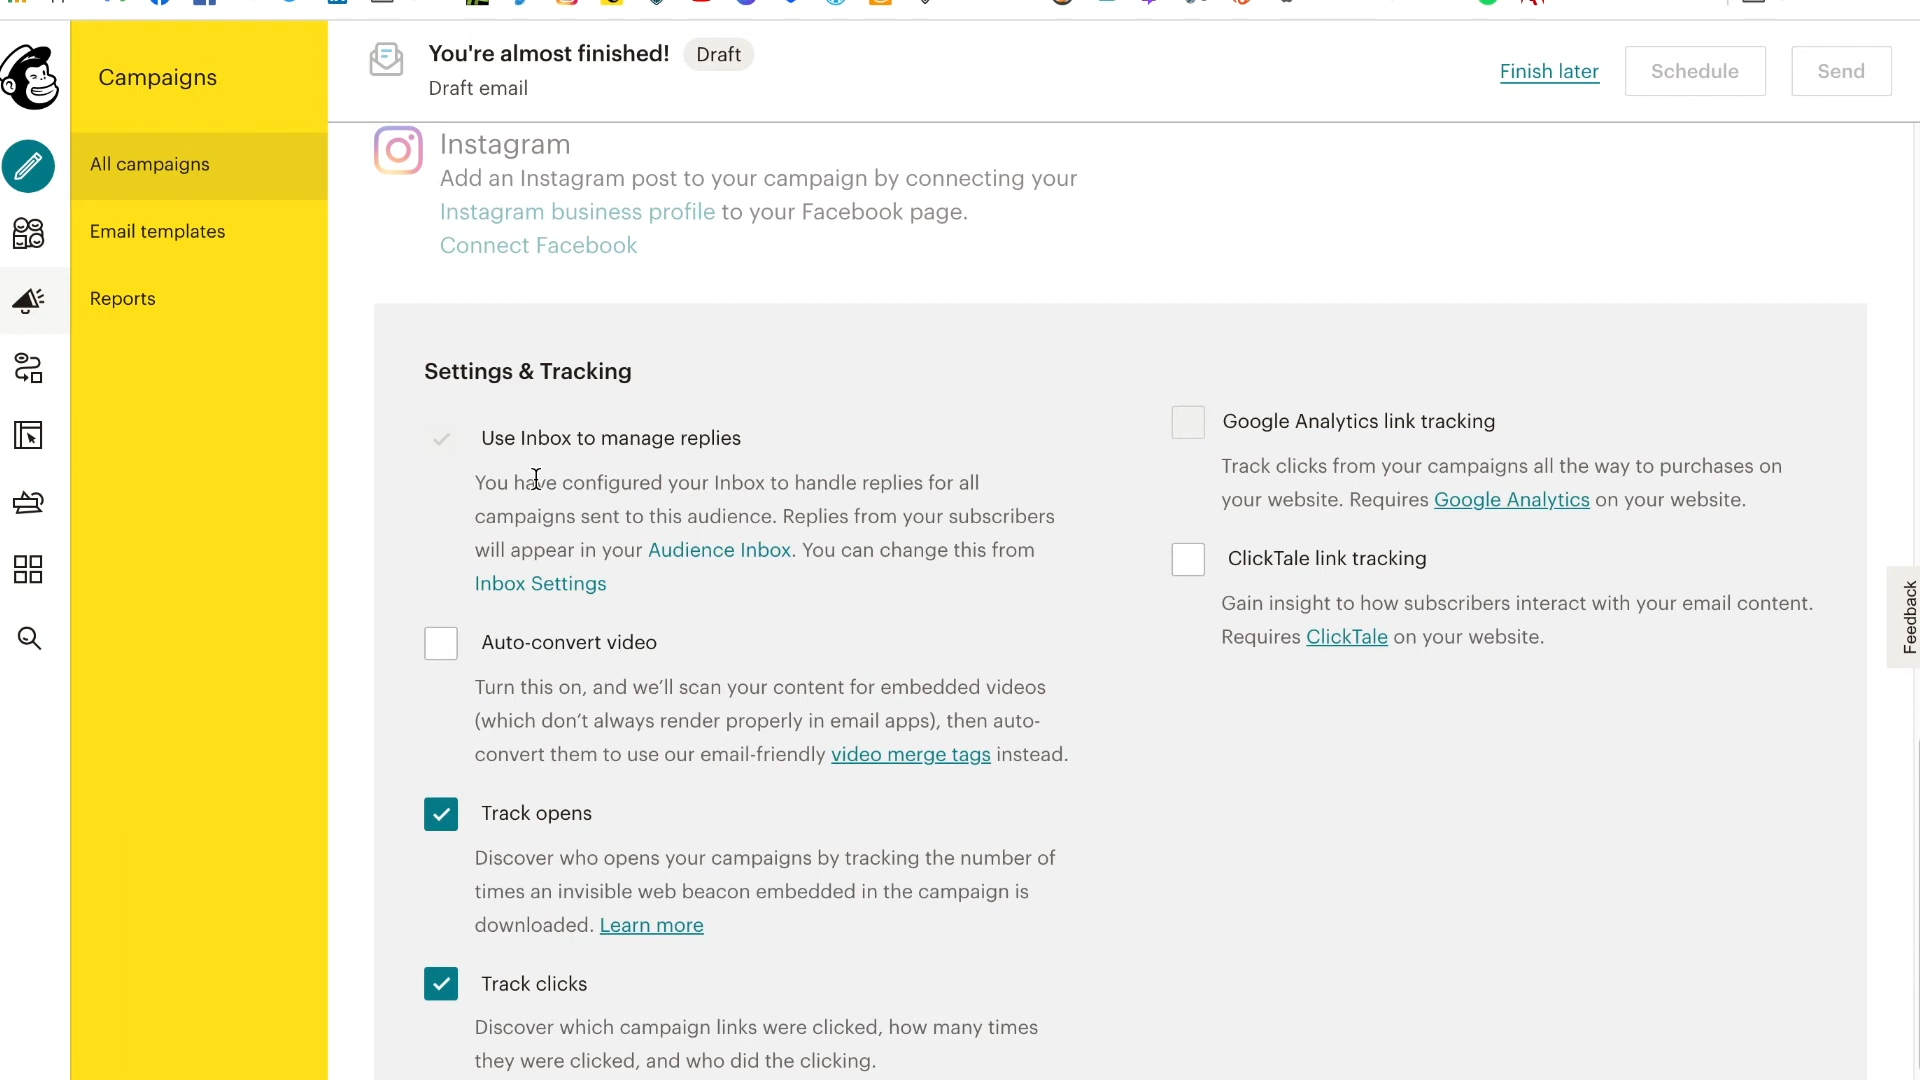 Campaigns
All campaigns
Email templates
Reports
You're almost finished! Draft
Draft email
Finish later
Schedule
Send
Instagram
Add an Instagram post to your campaign by connecting your
Instagram business profile to your Facebook page.
Connect Facebook
Settings & Tracking
Use Inbox to manage replies
You have configured your Inbox to handle replies for all
campaigns sent to this audience. Replies from your subscribers
will appear in your Audience Inbox. You can change this from
Inbox Settings
Auto-convert video
Turn this on, and we’ll scan your content for embedded videos
(which don’t always render properly in email apps), then auto-
convert them to use our email-friendly video merge tags instead.
Track opens
Discover who opens your campaigns by tracking the number of
times an invisible web beacon embedded in the campaign is
downloaded. Learn more
Track clicks
Discover which campaign links were clicked, how many times
they were clicked, and who did the clicking.
Google Analytics link tracking
Track clicks from your campaigns all the way to purchases on
your website. Requires Google Analytics on your website.
ClickTale link tracking
Gain insight to how subscribers interact with your email content.
Requires ClickTale on your website.
Feedback